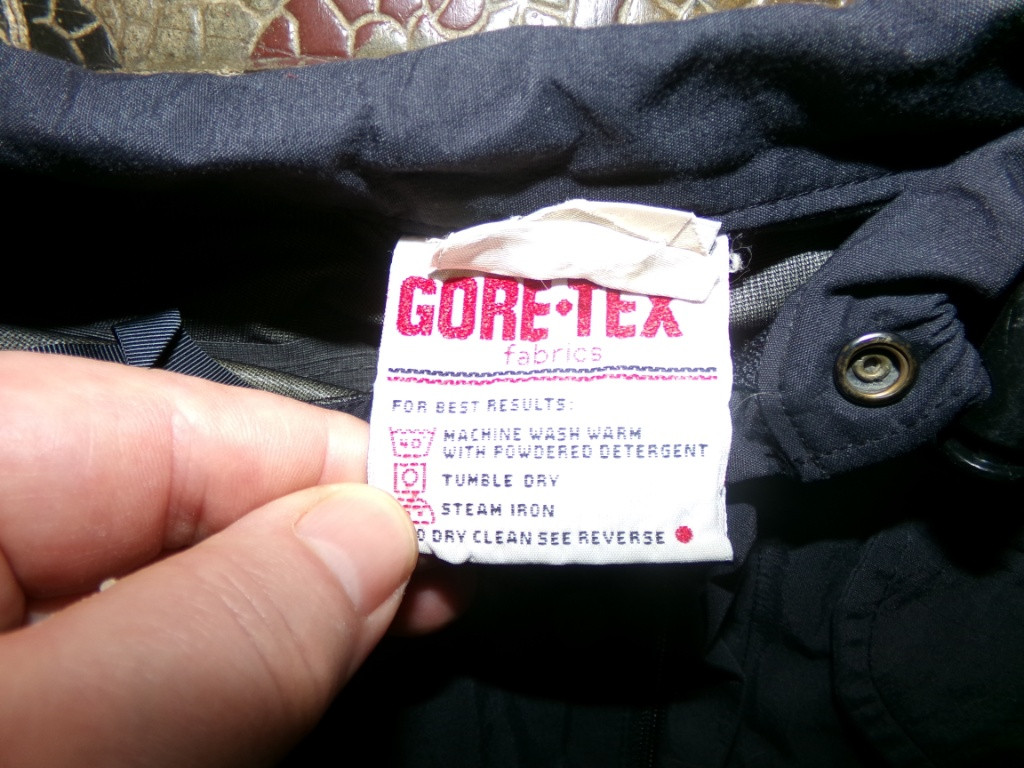 GORE-TEX
fabrics
FOR BEST RESULTS:
40 MACHINE WASH WARM
WITH POWDERED DETERGENT
TUMBLE DRY
STEAM IRON
O DRY CLEAN SEE REVERSE